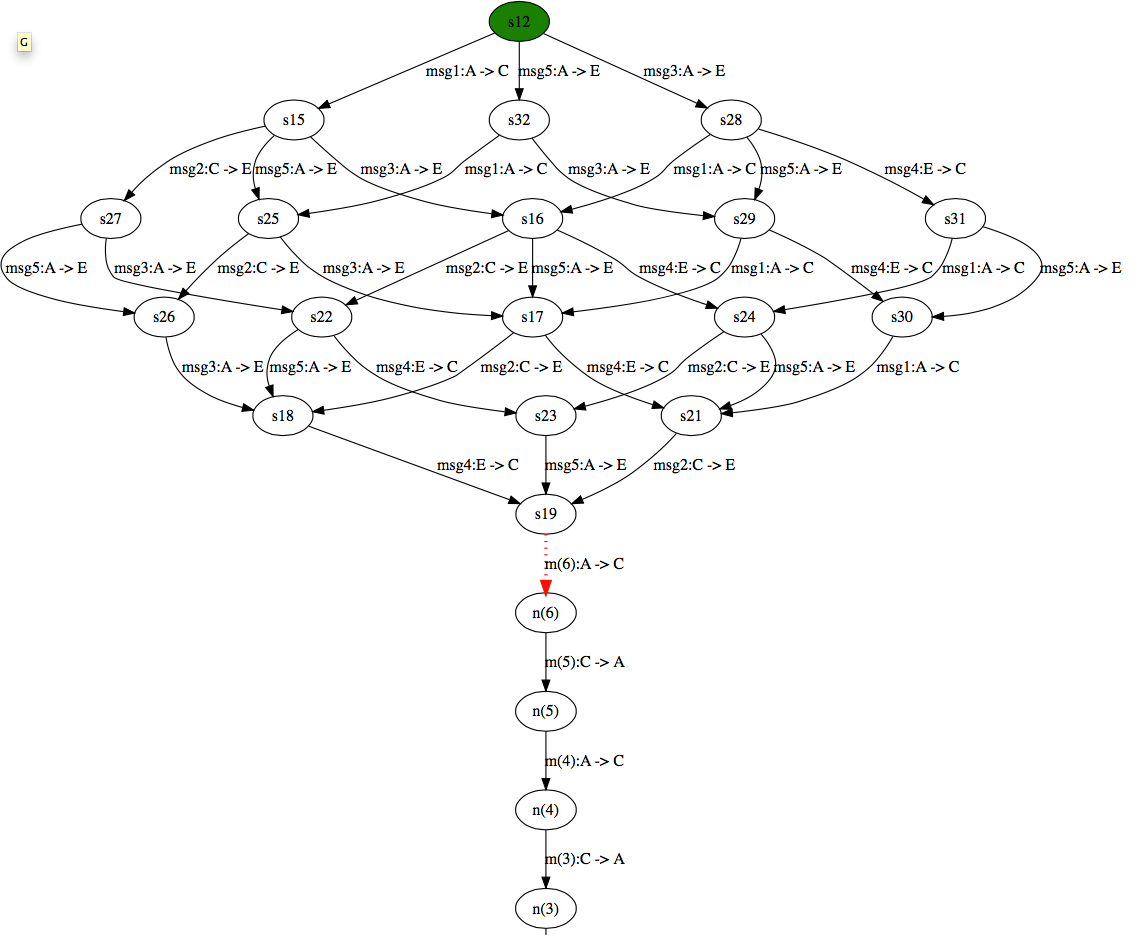 s12
G
msg1:A -> C
msg5:A -> E
msg3:A -> E
s15
s32
s28
msg2:C -> E
msg5:A -> E
msg3:A -> E
msg1:A -> C
msg3:A -> E
msg1:A -> C
msg5:A -> E
msg4:E -> C
s27
s25
s16
s29
s31
msg5:A -> E
msg3:A -> E
msg2:C -> E
msg3:A -> E
msg2:C -> E
msg5:A -> E
msg4:E -> C
msg1:A -> C
msg4:E -> C
msg1:A -> C
msg5:A -> E
s26
s22
s17
s24
s30
msg3:A -> E
msg5:A -> E
msg4:E -> C
msg2:C -> E
msg4:E -> C
msg2:C -> E
msg5:A -> E
msg1:A -> C
s18
s23
s21
msg4:E -> C
msg5:A -> E
msg2:C -> E
s19
m(6):A -> C
n(6)
m(5):C -> A
n(5)
m(4):A -> C
n(4)
m(3):C -> A
n(3)